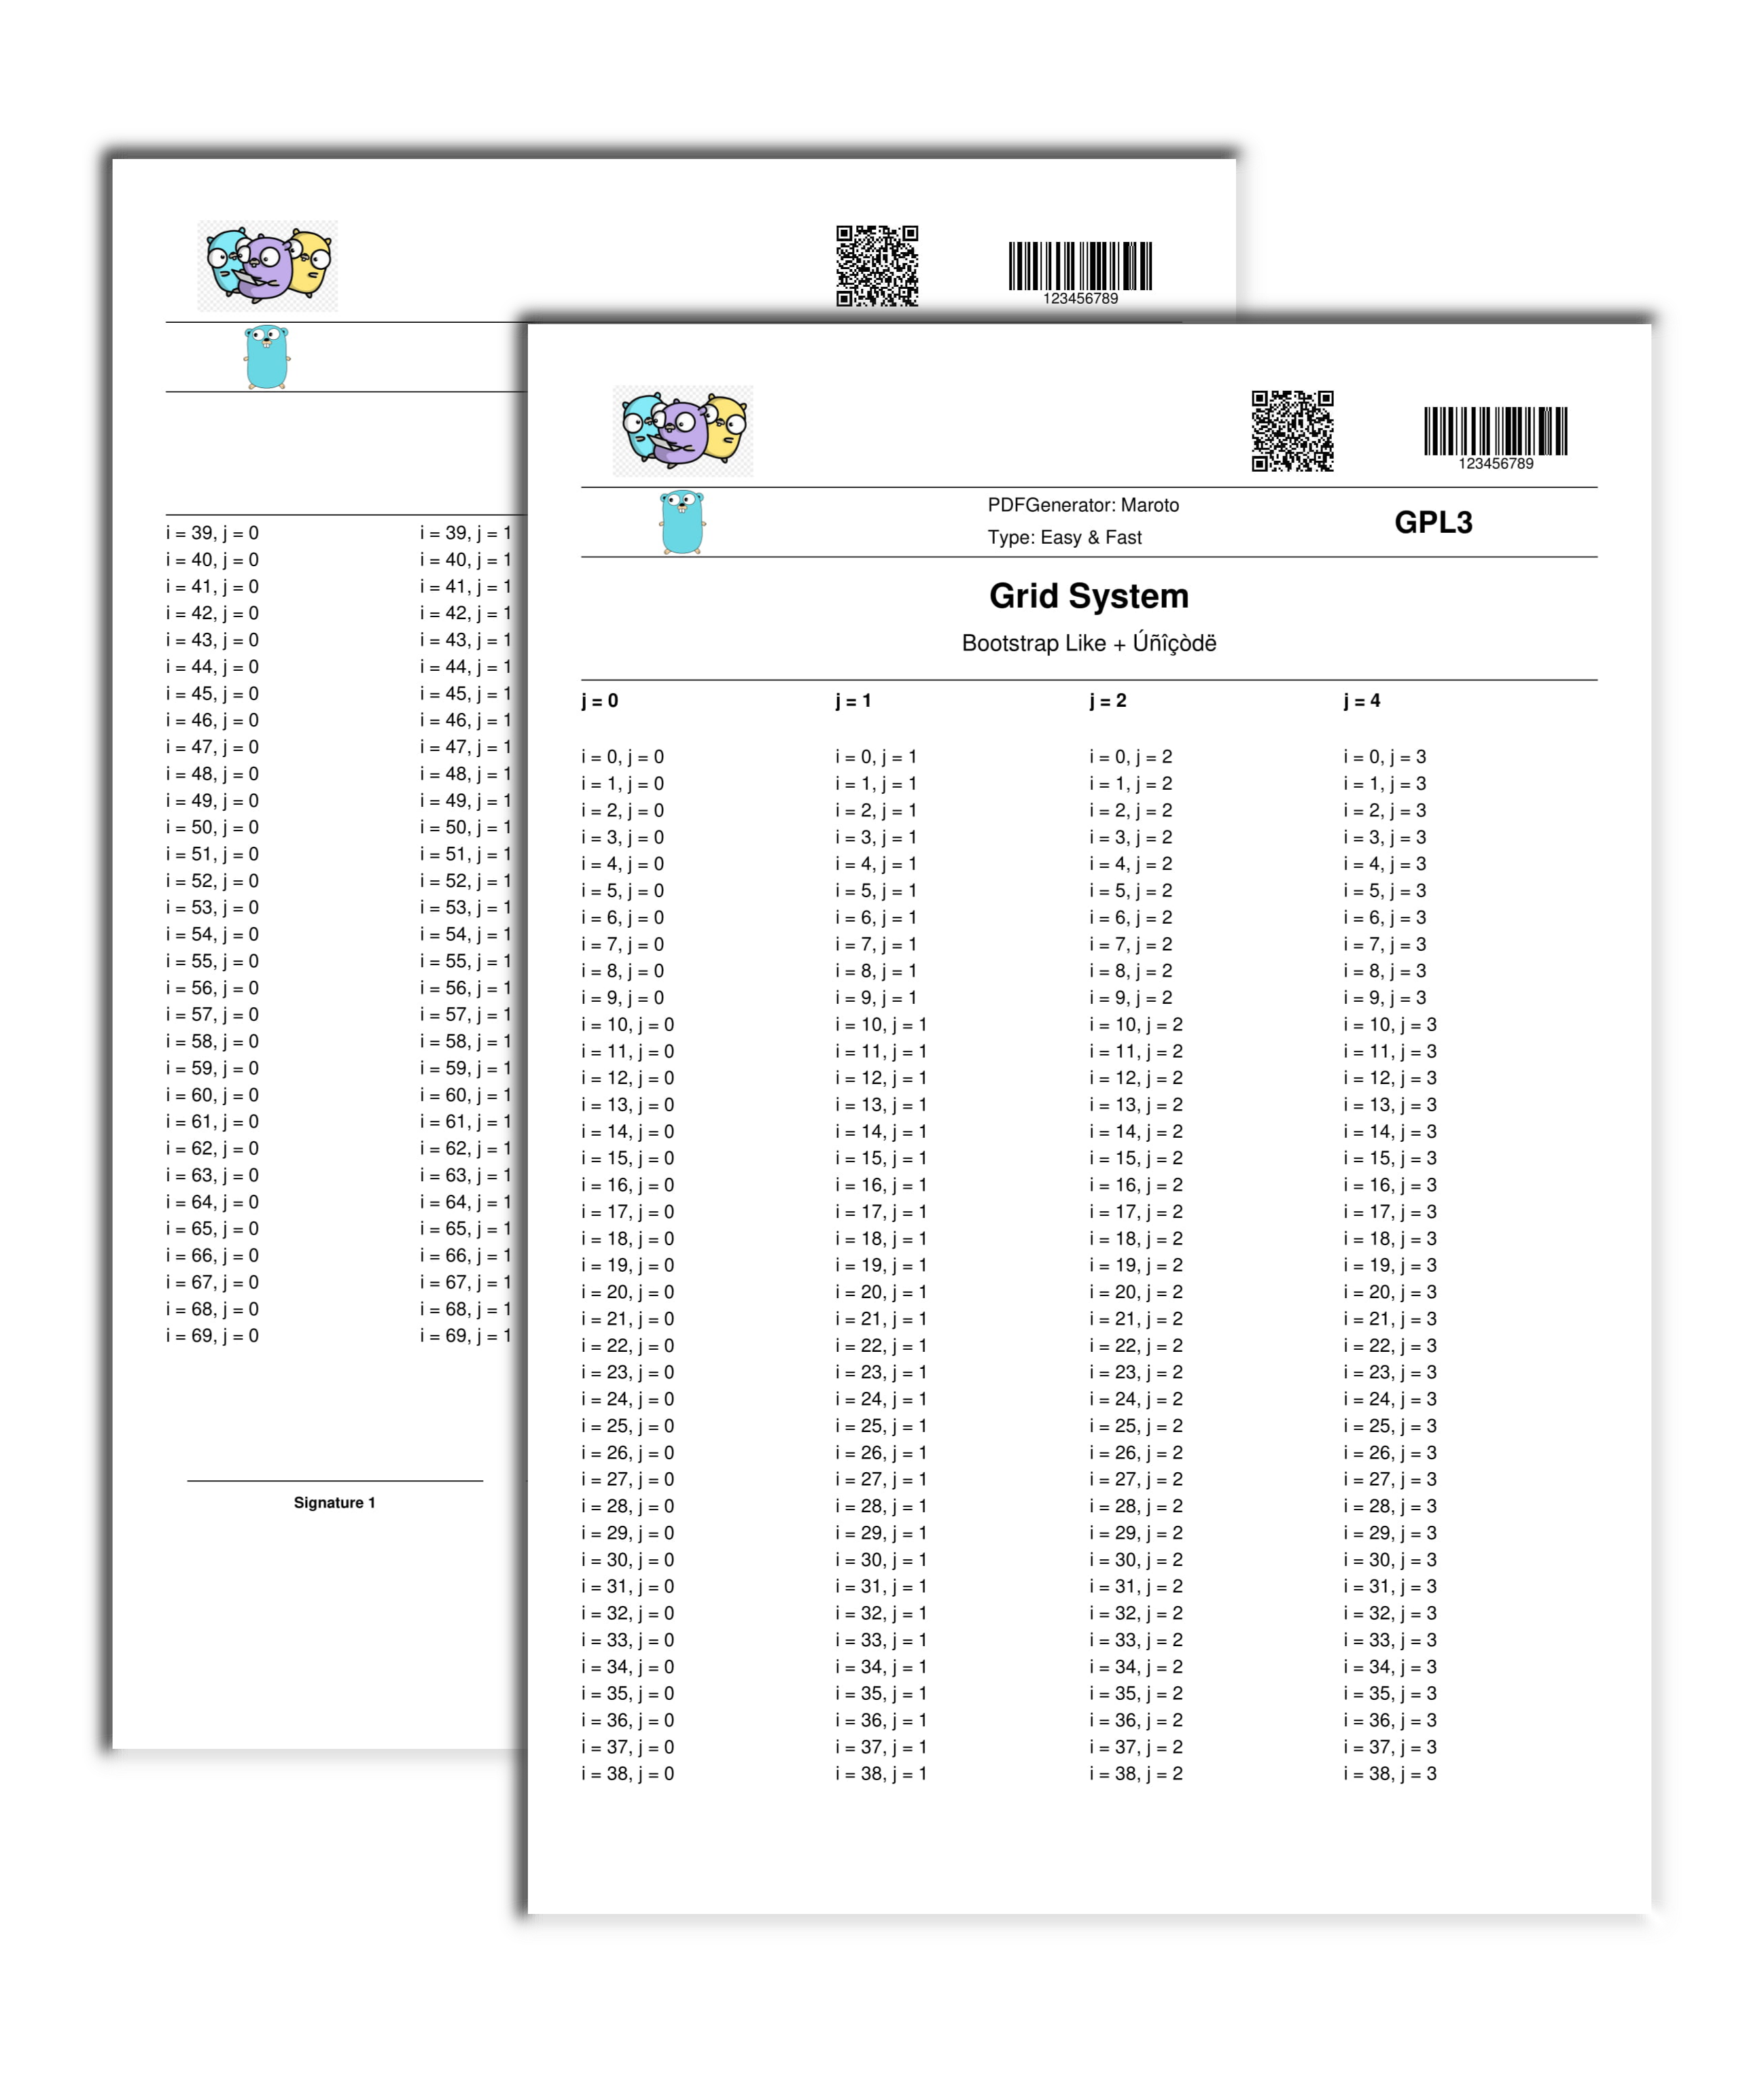 123456789
i = 39, j = 0 i = 39, j = 1
i = 40, j = 0 i = 40, j = 1
i = 41, j = 0 i = 41, j = 1
i = 42, j = 0 i = 42, j = 1
i = 43, j = 0 i = 43, j = 1
i = 44, j = 0 i = 44, j = 1
i = 45, j = 0 i = 45, j = 1
i = 46, j = 0 i = 46, j = 1
i = 47, j = 0 i = 47, j = 1
i = 48, j = 0 i = 48, j = 1
i = 49, j = 0 i = 49, j = 1
i = 50, j = 0 i = 50, j = 1
i = 51, j = 0 i = 51, j = 1
i = 52, j = 0 i = 52, j = 1
i = 53, j = 0 i = 53, j = 1
i = 54, j = 0 i = 54, j = 1
i = 55, j = 0 i = 55, j = 1
i = 56, j = 0 i = 56, j = 1
i = 57, j = 0 i = 57, j = 1
i = 58, j = 0 i = 58, j = 1
i = 59, j = 0 i = 59, j = 1
i = 60, j = 0 i = 60, j = 1
i = 61, j = 0 i = 61, j = 1
i = 62, j = 0 i = 62, j = 1
i = 63, j = 0 i = 63, j = 1
i = 64, j = 0 i = 64, j = 1
i = 65, j = 0 i = 65, j = 1
i = 66, j = 0 i = 66, j = 1
i = 67, j = 0 i = 67, j = 1
i = 68, j = 0 i = 68, j = 1
i = 69, j = 0 i = 69, j = 1
Signature 1
123456789
PDFGenerator: Maroto
Type: Easy & Fast
GPL3
Grid System
Bootstrap Like + Úñîçòdë
j = 0 j = 1 j = 2 j = 4
i = 0, j = 0 i = 0, j = 1 i = 0, j = 2 i = 0, j = 3
i = 1, j = 0 i = 1, j = 1 i = 1, j = 2 i = 1, j = 3
i = 2, j = 0 i = 2, j = 1 i = 2, j = 2 i = 2, j = 3
i = 3, j = 0 i = 3, j = 1 i = 3, j = 2 i = 3, j = 3
i = 4, j = 0 i = 4, j = 1 i = 4, j = 2 i = 4, j = 3
i = 5, j = 0 i = 5, j = 1 i = 5, j = 2 i = 5, j = 3
i = 6, j = 0 i = 6, j = 1 i = 6, j = 2 i = 6, j = 3
i = 7, j = 0 i = 7, j = 1 i = 7, j = 2 i = 7, j = 3
i = 8, j = 0 i = 8, j = 1 i = 8, j = 2 i = 8, j = 3
i = 9, j = 0 i = 9, j = 1 i = 9, j = 2 i = 9, j = 3
i = 10, j = 0 i = 10, j = 1 i = 10, j = 2 i = 10, j = 3
i = 11, j = 0 i = 11, j = 1 i = 11, j = 2 i = 11, j = 3
i = 12, j = 0 i = 12, j = 1 i = 12, j = 2 i = 12, j = 3
i = 13, j = 0 i = 13, j = 1 i = 13, j = 2 i = 13, j = 3
i = 14, j = 0 i = 14, j = 1 i = 14, j = 2 i = 14, j = 3
i = 15, j = 0 i = 15, j = 1 i = 15, j = 2 i = 15, j = 3
i = 16, j = 0 i = 16, j = 1 i = 16, j = 2 i = 16, j = 3
i = 17, j = 0 i = 17, j = 1 i = 17, j = 2 i = 17, j = 3
i = 18, j = 0 i = 18, j = 1 i = 18, j = 2 i = 18, j = 3
i = 19, j = 0 i = 19, j = 1 i = 19, j = 2 i = 19, j = 3
i = 20, j = 0 i = 20, j = 1 i = 20, j = 2 i = 20, j = 3
i = 21, j = 0 i = 21, j = 1 i = 21, j = 2 i = 21, j = 3
i = 22, j = 0 i = 22, j = 1 i = 22, j = 2 i = 22, j = 3
i = 23, j = 0 i = 23, j = 1 i = 23, j = 2 i = 23, j = 3
i = 24, j = 0 i = 24, j = 1 i = 24, j = 2 i = 24, j = 3
i = 25, j = 0 i = 25, j = 1 i = 25, j = 2 i = 25, j = 3
i = 26, j = 0 i = 26, j = 1 i = 26, j = 2 i = 26, j = 3
i = 27, j = 0 i = 27, j = 1 i = 27, j = 2 i = 27, j = 3
i = 28, j = 0 i = 28, j = 1 i = 28, j = 2 i = 28, j = 3
i = 29, j = 0 i = 29, j = 1 i = 29, j = 2 i = 29, j = 3
i = 30, j = 0 i = 30, j = 1 i = 30, j = 2 i = 30, j = 3
i = 31, j = 0 i = 31, j = 1 i = 31, j = 2 i = 31, j = 3
i = 32, j = 0 i = 32, j = 1 i = 32, j = 2 i = 32, j = 3
i = 33, j = 0 i = 33, j = 1 i = 33, j = 2 i = 33, j = 3
i = 34, j = 0 i = 34, j = 1 i = 34, j = 2 i = 34, j = 3
i = 35, j = 0 i = 35, j = 1 i = 35, j = 2 i = 35, j = 3
i = 36, j = 0 i = 36, j = 1 i = 36, j = 2 i = 36, j = 3
i = 37, j = 0 i = 37, j = 1 i = 37, j = 2 i = 37, j = 3
i = 38, j = 0 i = 38, j = 1 i = 38, j = 2 i = 38, j = 3